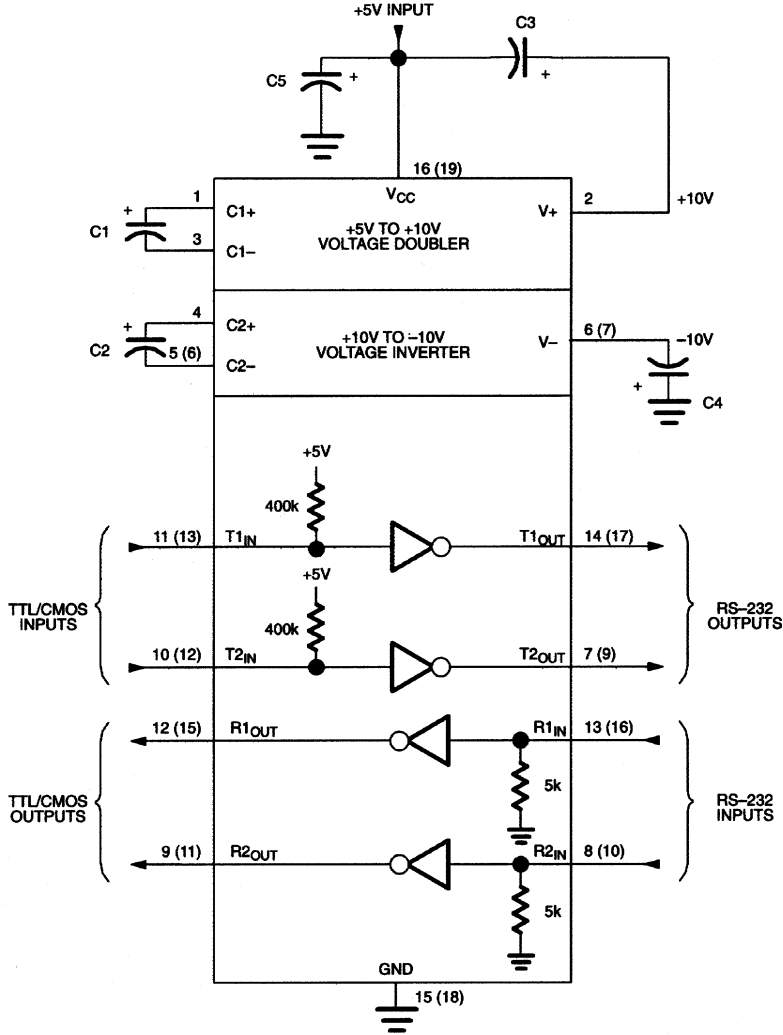 +5V INPUT
C3
C5
+
+
16 (19)
VCC
1
2
+10V
+
C1+
V+
+5V TO +10V
VOLTAGE DOUBLER
C1
3
C1–
4
+
C2+
+10V TO –10V
VOLTAGE INVERTER
V–
6 (7)
–10V
C2
5 (6)
C2–
+
C4
+5V
400k
11 (13)
T1IN
T1OUT
14 (17)
+5V
TTL/CMOS
INPUTS
RS–232
OUTPUTS
400k
10 (12)
T2IN
T2OUT
7 (9)
12 (15)
R1OUT
R1IN
13 (16)
5k
TTL/CMOS
OUTPUTS
RS–232
INPUTS
9 (11)
R2OUT
R2IN
8 (10)
5k
GND
15 (18)